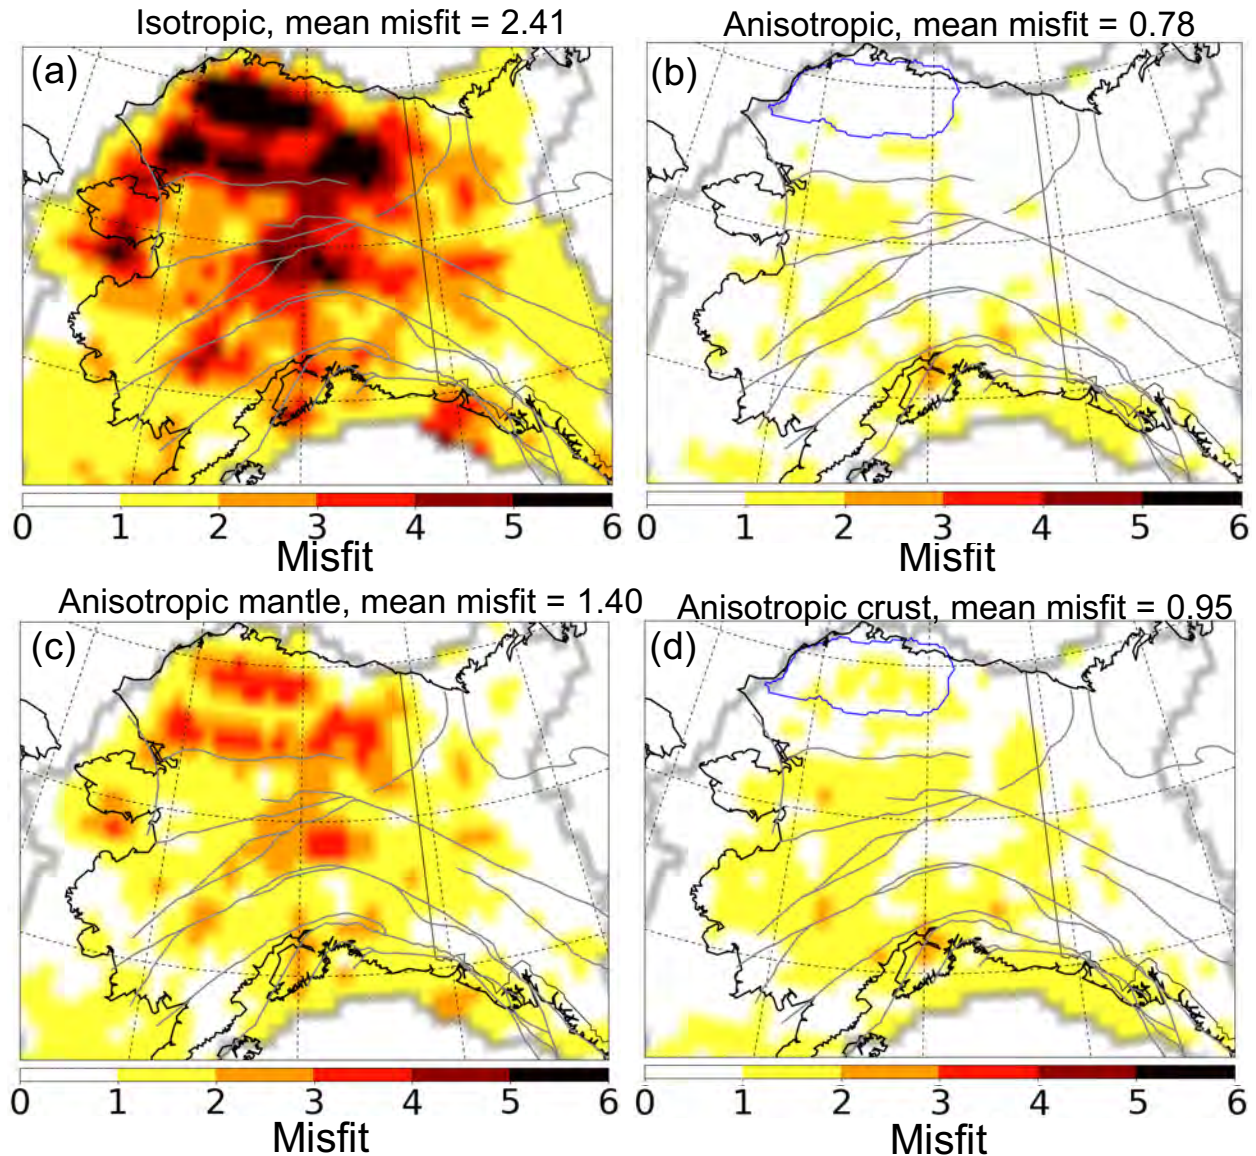 Isotropic, mean misfit = 2.41
Anisotropic, mean misfit = 0.78
(a)
(b)
0 1 2 3 4 5 6
Misfit
0 1 2 3 4 5 6
Misfit
Anisotropic mantle, mean misfit = 1.40
Anisotropic crust, mean misfit = 0.95
(c)
(d)
0 1 2 3 4 5 6
Misfit
0 1 2 3 4 5 6
Misfit